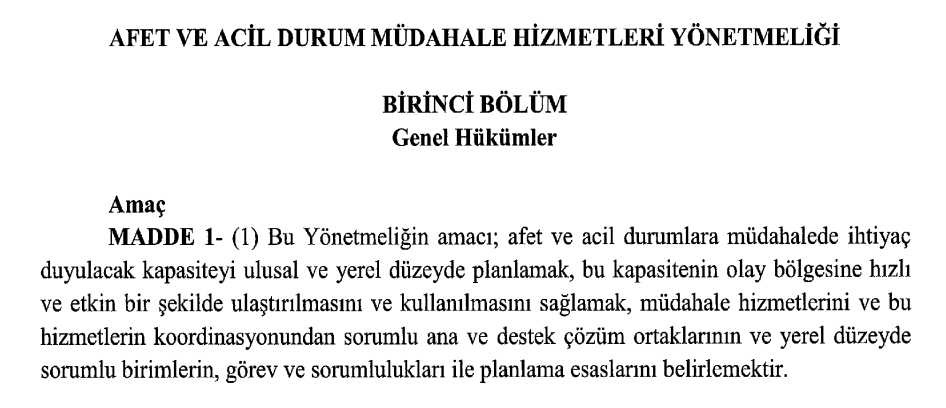 AFET VE ACİL DURUM MÜDAHALE HİZMETLERİ YÖNETMELİĞİ
BİRİNCİ BÖLÜM
Genel Hükümler
Amaç
MADDE 1- (1) Bu Yönetmeliğin amacı; afet ve acil durumlara müdahalede ihtiyaç
duyulacak kapasiteyi ulusal ve yerel düzeyde planlamak, bu kapasitenin olay bölgesine hızlı
ve etkin bir şekilde ulaştırılmasını ve kullanılmasını sağlamak, müdahale hizmetlerini ve bu
hizmetlerin koordinasyonundan sorumlu ana ve destek çözüm ortaklarının ve yerel düzeyde
sorumlu birimlerin, görev ve sorumlulukları ile planlama esaslarını belirlemektir.